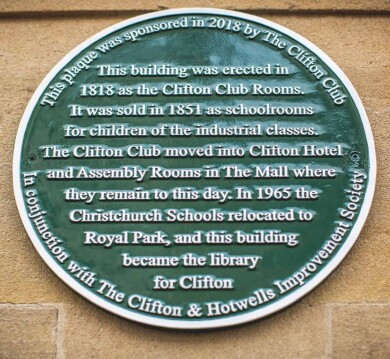 This plaque was sponsored in 2018 by The Clifton Club
This building was erected in
1818 as the Clifton Club Rooms.
It was sold in 1851 as schoolrooms
for children of the industrial classes.
The Clifton Club moved into Clifton Hotel
and Assembly Rooms in The Mall where
they remain to this day. In 1965 the
Christchurch Schools relocated to
Royal Park, and this building
became the library
for Clifton
In conjunction with The Clifton & Hotwells Improvement Society